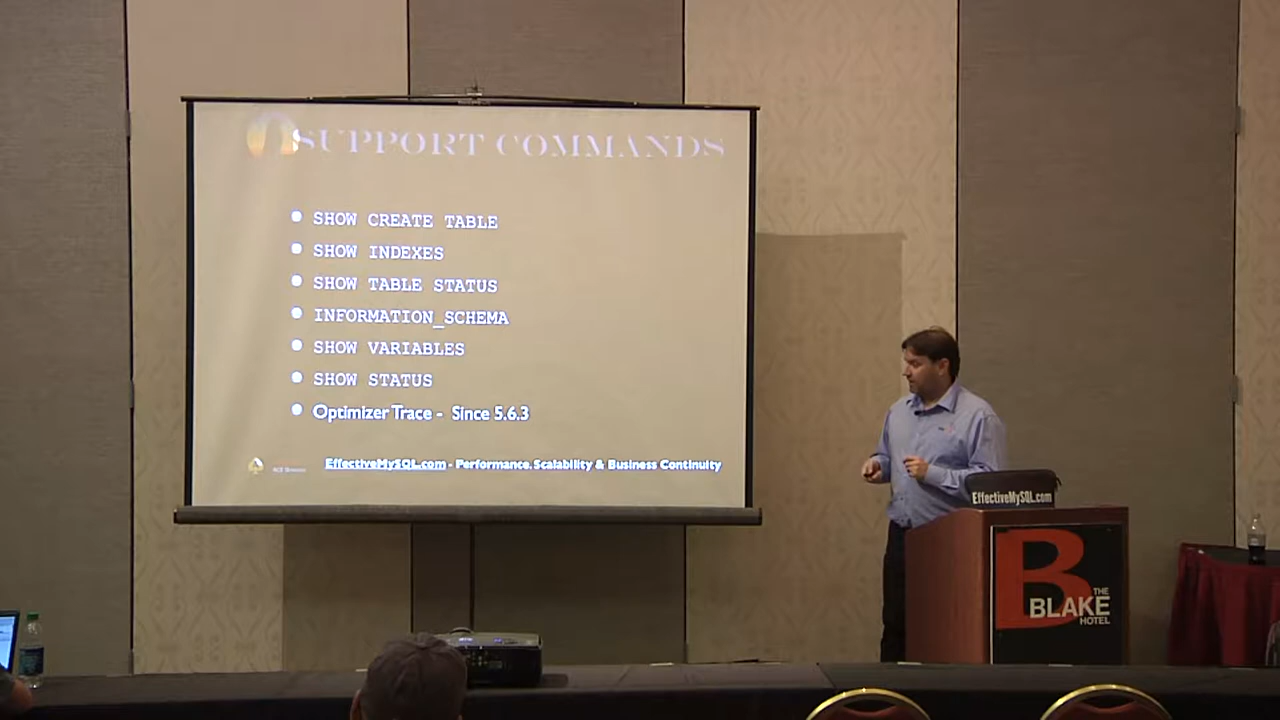 SUPPORT COMMANDS
SHOW CREATE TABLE
SHOW INDEXES
SHOW TABLE STATUS
INFORMATION_SCHEMA
SHOW VARIABLES
SHOW STATUS
Optimizer Trace - Since 5.6.3
EffectiveMySQL.com - Performance, Scalability & Business Continuity
EffectiveMySQL.com
B
THE
BLAKE
HOTEL